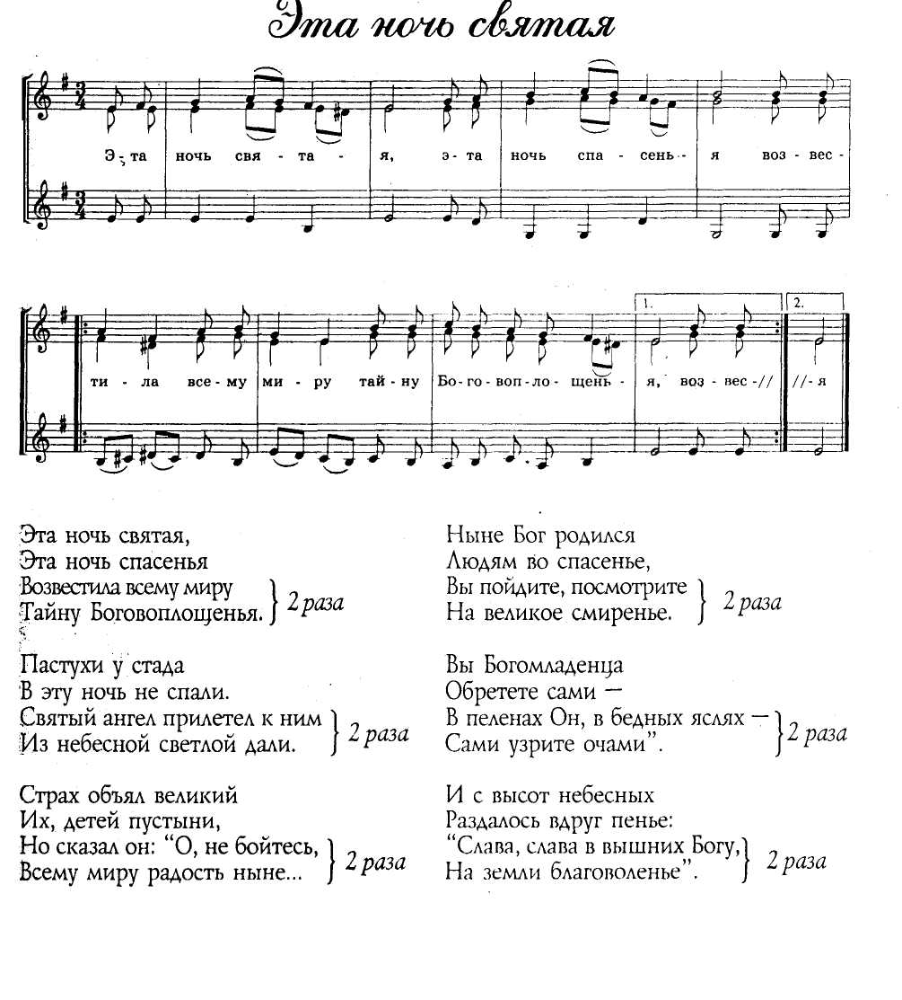 Эта ночь святая
Э - та ночь свя - та - я, э - та ночь спа - сень - я воз - вес -
ти - ла все - му ми - ру тай - ну Бо - го - воп - ло - щень - я, воз - вес -// //- я
1. 2.
Эта ночь святая,
Эта ночь спасенья
Возвестила всему миру
Тайну Боговоплощенья. } 2 раза
Пастухи у стада
В эту ночь не спали.
Святый ангел прилетел к ним
Из небесной светлой дали. } 2 раза
Страх объял великий
Их, детей пустыни,
Но сказал он: “О, не бойтесь,
Всему миру радость ныне... } 2 раза
Ныне Бог родился
Людям во спасенье,
Вы пойдите, посмотрите
На великое смиренье. } 2 раза
Вы Богомладенца
Обретете сами —
В пеленах Он, в бедных яслях —
Сами узрите очами”. } 2 раза
И с высот небесных
Раздалось вдруг пенье:
“Слава, слава в вышних Богу,
На земли благоволенье”. } 2 раза